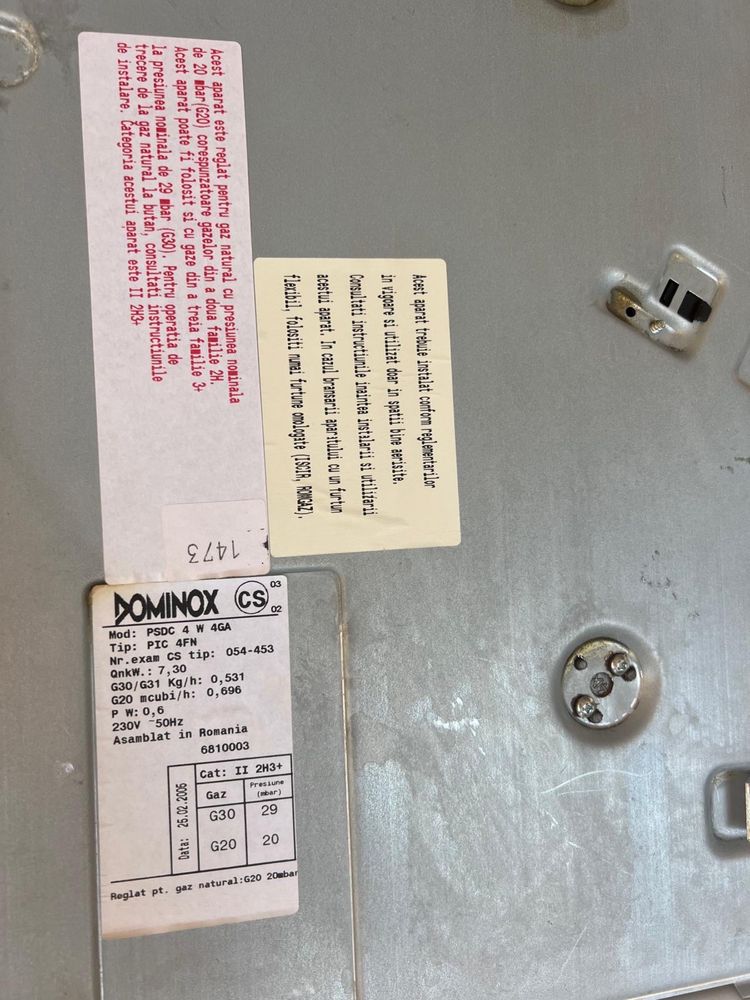 Acest aparat este reglat pentru gaz natural cu presiunea nominala
de 20 mbar(G20) corespunzatoare gazelor din a doua familie 2H.
Acest aparat poate fi folosit si cu gaze din a treia familie 3+
la presiunea nominala de 29 mbar (G30). Pentru operatia de
trecere de la gaz natural la butan, consultati instructiunile
de instalare. Categoria acestui aparat este II 2H3+
1473
Acest aparat trebuie instalat conform reglementarilor
in vigoare si utilizat doar in spatii bine aerisite.
Consultati instructiunile inaintea instalarii si utilizarii
acestui aparat. In cazul bransarii aparatului cu un furtun
flexibil, folositi numai furtune omologate (ISCIR, ROMGAZ).
DOMINOX CS 03
02
Mod: PSDC 4 W 4GA
Tip: PIC 4FN
Nr.exam CS tip: 054-453
QnkW.: 7,30
G30/G31 Kg/h: 0,531
G20 mcubi/h: 0,696
P W: 0,6
230V ~50Hz
Asamblat in Romania
6810003
Data: 26.02.2006
Cat: II 2H3+
Gaz Presiune (mbar)
G30 29
G20 20
Reglat pt. gaz natural:G20 20mbar